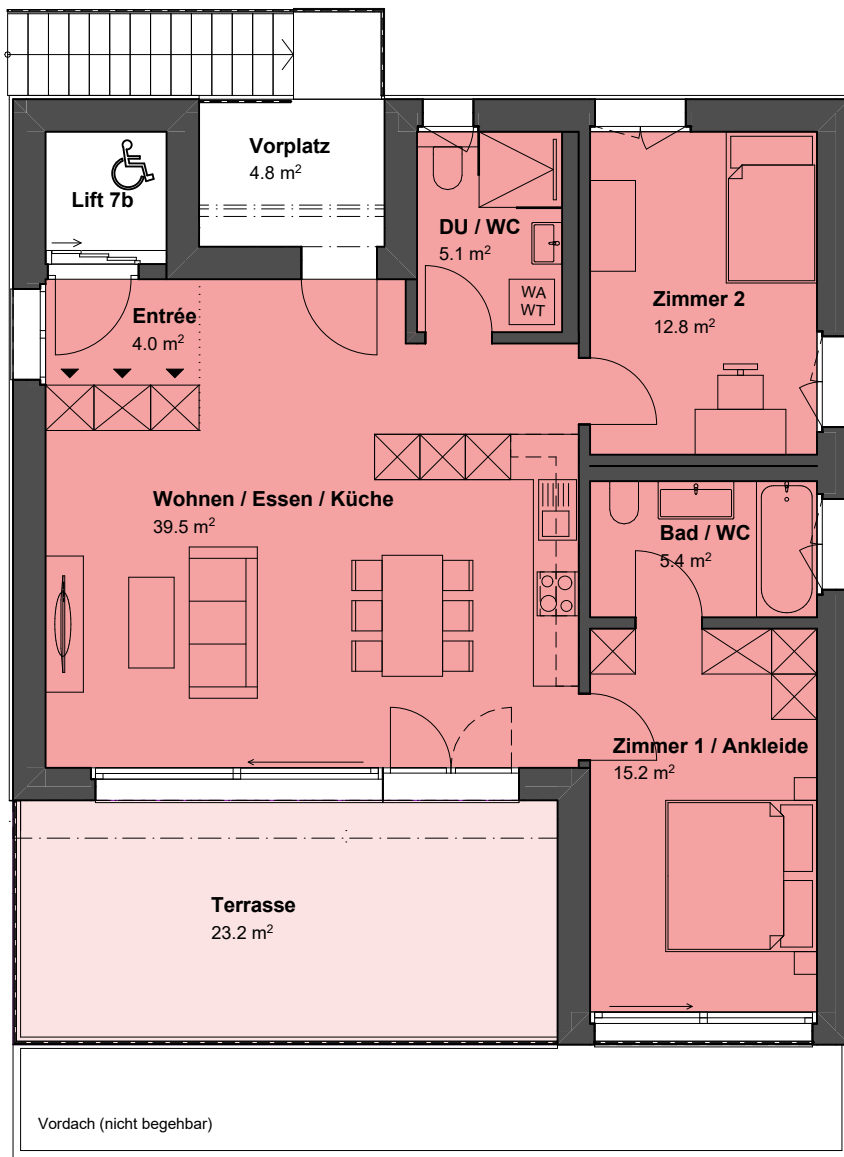 Vorplatz
4.8 m²
Lift 7b
DU / WC
5.1 m²
WA
WT
Zimmer 2
12.8 m²
Entrée
4.0 m²
Wohnen / Essen / Küche
39.5 m²
Bad / WC
5.4 m²
Zimmer 1 / Ankleide
15.2 m²
Terrasse
23.2 m²
Vordach (nicht begehbar)